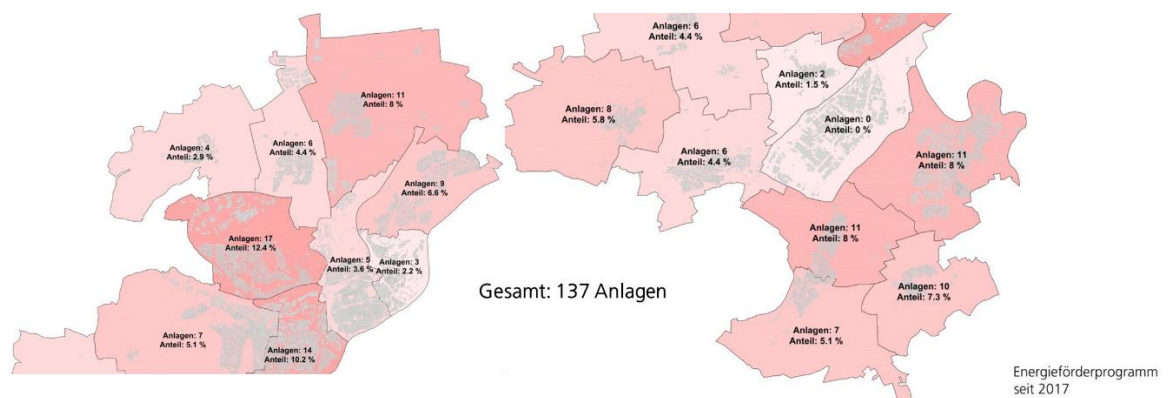 Anlagen: 11
Anteil: 8 %
Anlagen: 4
Anteil: 2.9 %
Anlagen: 6
Anteil: 4.4 %
Anlagen: 9
Anteil: 6.6 %
Anlagen: 17
Anteil: 12.4 %
Anlagen: 5
Anteil: 3.6 %
Anlagen: 3
Anteil: 2.2 %
Anlagen: 7
Anteil: 5.1 %
Anlagen: 14
Anteil: 10.2 %
Gesamt: 137 Anlagen
Anlagen: 6
Anteil: 4.4 %
Anlagen: 2
Anteil: 1.5 %
Anlagen: 8
Anteil: 5.8 %
Anlagen: 0
Anteil: 0 %
Anlagen: 6
Anteil: 4.4 %
Anlagen: 11
Anteil: 8 %
Anlagen: 11
Anteil: 8 %
Anlagen: 10
Anteil: 7.3 %
Anlagen: 7
Anteil: 5.1 %
Energieförderprogramm
seit 2017